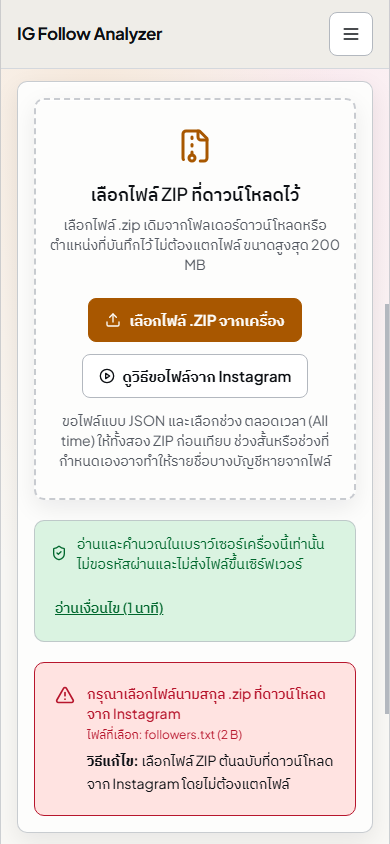 IG Follow Analyzer
เลือกไฟล์ ZIP ที่ดาวน์โหลดไว้
เลือกไฟล์ .zip เดิมจากโฟลเดอร์ดาวน์โหลดหรือ
ตำแหน่งที่บันทึกไว้ ไม่ต้องแตกไฟล์ ขนาดสูงสุด 200
MB
เลือกไฟล์ .ZIP จากเครื่อง
ดูวิธีขอไฟล์จาก Instagram
ขอไฟล์แบบ JSON และเลือกช่วง ตลอดเวลา (All
time) ให้ทั้งสอง ZIP ก่อนเทียบ ช่วงสั้นหรือช่วงที่
กำหนดเองอาจทำให้รายชื่อบางบัญชีหายจากไฟล์
อ่านและคำนวณในเบราว์เซอร์เครื่องนี้เท่านั้น
ไม่ขอรหัสผ่านและไม่ส่งไฟล์ขึ้นเซิร์ฟเวอร์
อ่านเงื่อนไข (1 นาที)
กรุณาเลือกไฟล์นามสกุล .zip ที่ดาวน์โหลด
จาก Instagram
ไฟล์ที่เลือก: followers.txt (2 B)
วิธีแก้ไข: เลือกไฟล์ ZIP ต้นฉบับที่ดาวน์โหลด
จาก Instagram โดยไม่ต้องแตกไฟล์